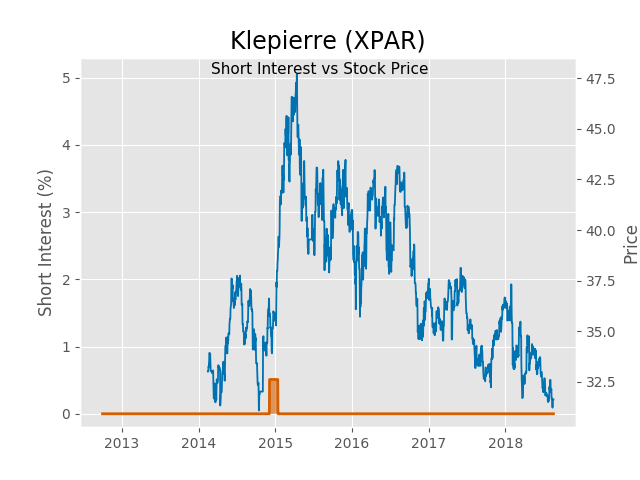 Klepierre (XPAR)
Short Interest vs Stock Price
5
4
3
2
1
0
Short Interest (%)
47.5
45.0
42.5
40.0
37.5
35.0
32.5
Price
2013 2014 2015 2016 2017 2018